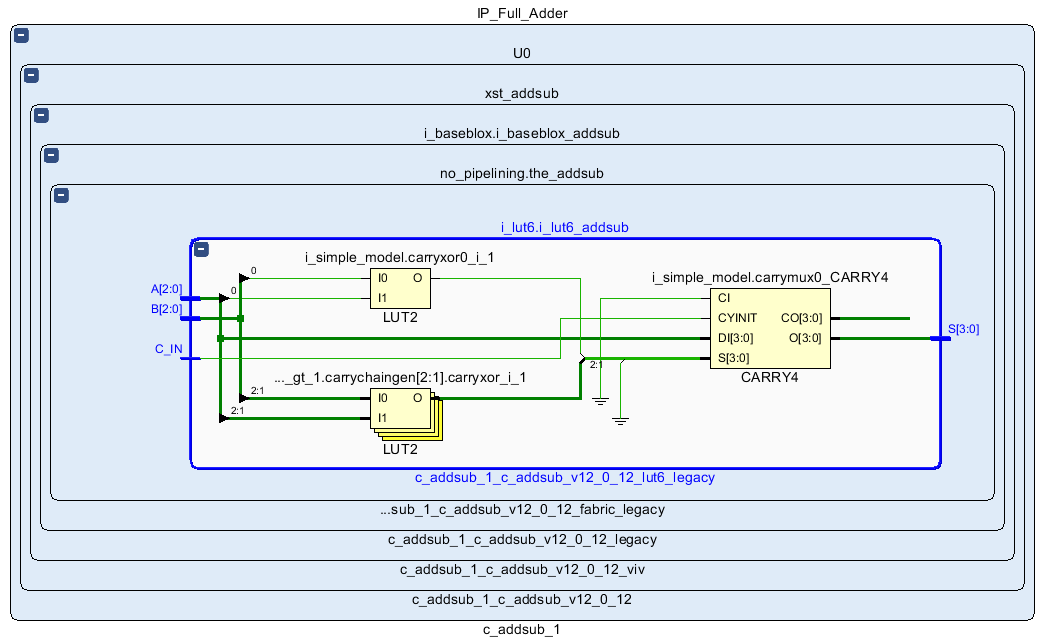 IP_Full_Adder
U0
xst_addsub
i_baseblox.i_baseblox_addsub
no_pipelining.the_addsub
i_lut6.i_lut6_addsub
i_simple_model.carryxor0_i_1
0
I0 O
I1
LUT2
A[2:0]
0
B[2:0]
C_IN
i_simple_model.carrymux0_CARRY4
CI
CYINIT CO[3:0]
DI[3:0] O[3:0]
S[3:0]
CARRY4
S[3:0]
2:1
..._gt_1.carrychaingen[2:1].carryxor_i_1
2:1
I0 O
2:1
I1
LUT2
c_addsub_1_c_addsub_v12_0_12_lut6_legacy
...sub_1_c_addsub_v12_0_12_fabric_legacy
c_addsub_1_c_addsub_v12_0_12_legacy
c_addsub_1_c_addsub_v12_0_12_viv
c_addsub_1_c_addsub_v12_0_12
c_addsub_1